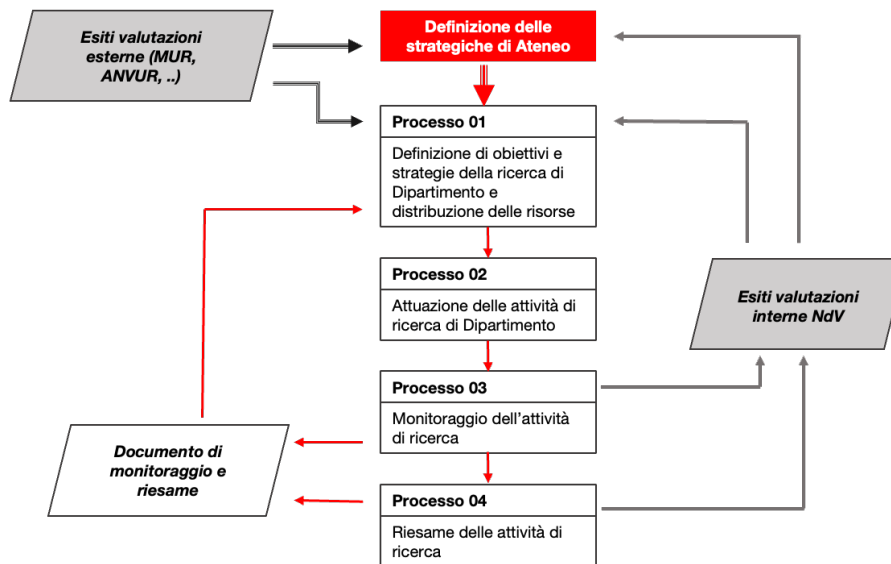 Esiti valutazioni
esterne (MUR,
ANVUR, ..)
Definizione delle
strategiche di Ateneo
Processo 01
Definizione di obiettivi e
strategie della ricerca di
Dipartimento e
distribuzione delle risorse
Processo 02
Attuazione delle attività di
ricerca di Dipartimento
Esiti valutazioni
interne NdV
Processo 03
Monitoraggio dell'attività
di ricerca
Documento di
monitoraggio e
riesame
Processo 04
Riesame delle attività di
ricerca